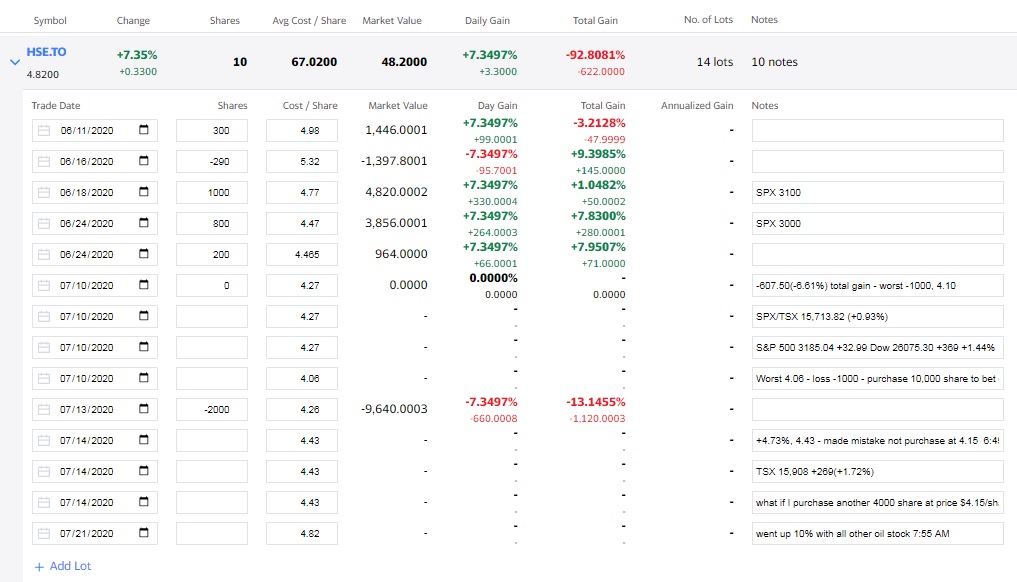 Symbol Change Shares Avg Cost / Share Market Value Daily Gain Total Gain No. of Lots Notes
HSE.TO +7.35% 10 67.0200 48.2000 +7.3497% -92.8081% 14 lots 10 notes
4.8200 +0.3300 +3.3000 -622.0000
Trade Date Shares Cost / Share Market Value Day Gain Total Gain Annualized Gain Notes
06/11/2020 300 4.98 1,446.0001 +7.3497% -3.2128% -
+99.0001 -47.9999
06/16/2020 -290 5.32 -1,397.8001 -7.3497% +9.3985% -
-95.7001 +145.0000
06/18/2020 1000 4.77 4,820.0002 +7.3497% +1.0482% - SPX 3100
+330.0004 +50.0002
06/24/2020 800 4.47 3,856.0001 +7.3497% +7.8300% - SPX 3000
+264.0003 +280.0001
06/24/2020 200 4.465 964.0000 +7.3497% +7.9507% -
+66.0001 +71.0000
07/10/2020 0 4.27 0.0000 0.0000% - - -607.50(-6.61%) total gain - worst -1000, 4.10
0.0000 0.0000
07/10/2020 4.27 - - - - SPX/TSX 15,713.82 (+0.93%)
- -
07/10/2020 4.27 - - - - S&P 500 3185.04 +32.99 Dow 26075.30 +369 +1.44%
- -
07/10/2020 4.06 - - - - Worst 4.06 - loss -1000 - purchase 10,000 share to bet
- -
07/13/2020 -2000 4.26 -9,640.0003 -7.3497% -13.1455% -
-660.0008 -1,120.0003
07/14/2020 4.43 - - - - +4.73%, 4.43 - made mistake not purchase at 4.15 6:4
- -
07/14/2020 4.43 - - - - TSX 15,908 +269(+1.72%)
- -
07/14/2020 4.43 - - - - what if I purchase another 4000 share at price $4.15/sh
- -
07/21/2020 4.82 - - - - went up 10% with all other oil stock 7:55 AM
- -
+ Add Lot